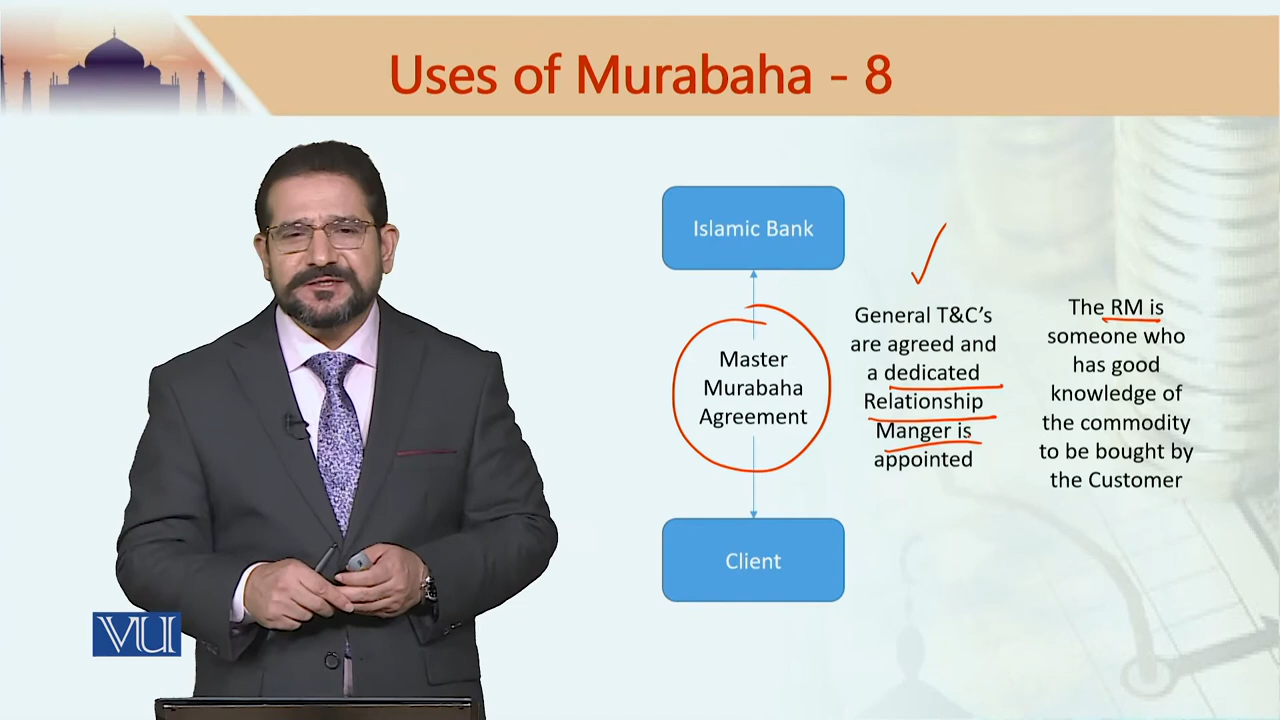 Uses of Murabaha - 8
Islamic Bank
Master
Murabaha
Agreement
Client
General T&C's
are agreed and
a dedicated
Relationship
Manger is
appointed
The RM is
someone who
has good
knowledge of
the commodity
to be bought by
the Customer
VU